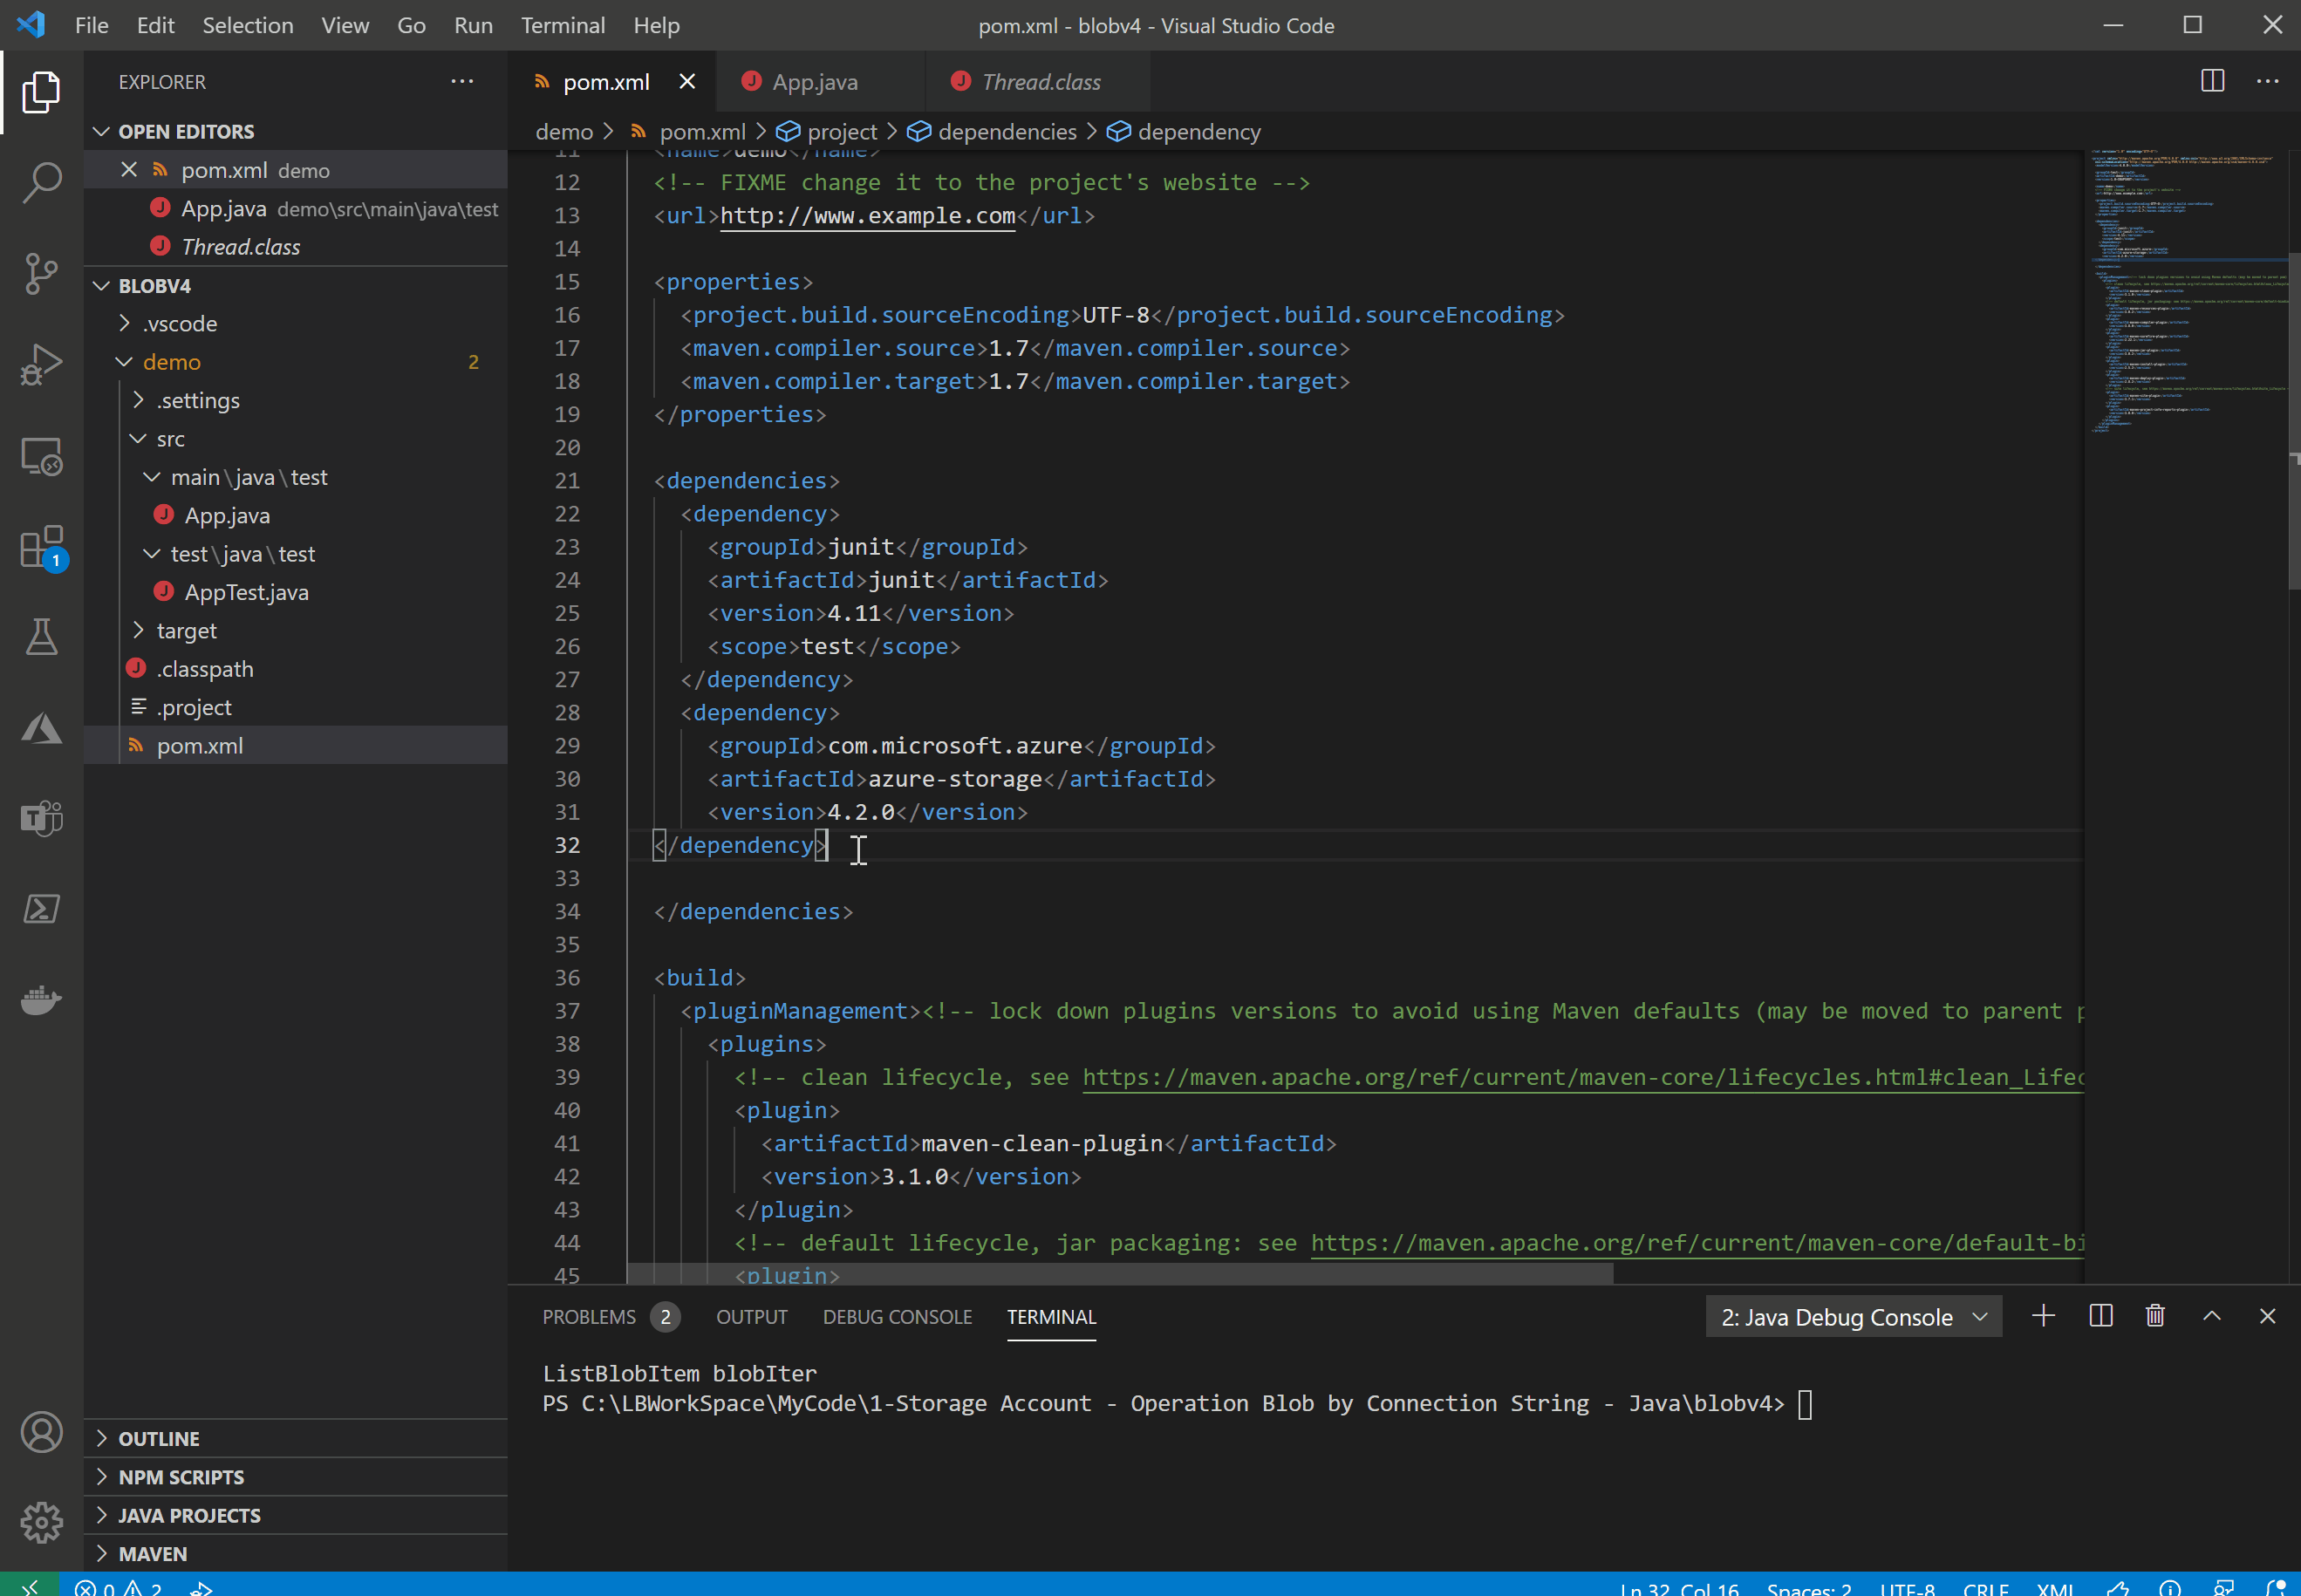 File Edit Selection View Go Run Terminal Help
pom.xml - blobv4 - Visual Studio Code
EXPLORER
OPEN EDITORS
pom.xml demo
App.java demo\src\main\java\test
Thread.class
BLOBV4
.vscode
demo 2
.settings
src
main\java\test
App.java
test\java\test
AppTest.java
target
.classpath
.project
pom.xml
OUTLINE
NPM SCRIPTS
JAVA PROJECTS
MAVEN
1
pom.xml App.java Thread.class
demo > pom.xml > project > dependencies > dependency
11 <name>demo</name>
12 <!-- FIXME change it to the project's website -->
13 <url>http://www.example.com</url>
14
15 <properties>
16 <project.build.sourceEncoding>UTF-8</project.build.sourceEncoding>
17 <maven.compiler.source>1.7</maven.compiler.source>
18 <maven.compiler.target>1.7</maven.compiler.target>
19 </properties>
20
21 <dependencies>
22 <dependency>
23 <groupId>junit</groupId>
24 <artifactId>junit</artifactId>
25 <version>4.11</version>
26 <scope>test</scope>
27 </dependency>
28 <dependency>
29 <groupId>com.microsoft.azure</groupId>
30 <artifactId>azure-storage</artifactId>
31 <version>4.2.0</version>
32 </dependency>
33
34 </dependencies>
35
36 <build>
37 <pluginManagement><!-- lock down plugins versions to avoid using Maven defaults (may be moved to parent p
38 <plugins>
39 <!-- clean lifecycle, see https://maven.apache.org/ref/current/maven-core/lifecycles.html#clean_Lifec
40 <plugin>
41 <artifactId>maven-clean-plugin</artifactId>
42 <version>3.1.0</version>
43 </plugin>
44 <!-- default lifecycle, jar packaging: see https://maven.apache.org/ref/current/maven-core/default-bi
45 <plugin>
PROBLEMS 2 OUTPUT DEBUG CONSOLE TERMINAL 2: Java Debug Console
ListBlobItem blobIter
PS C:\LBWorkSpace\MyCode\1-Storage Account - Operation Blob by Connection String - Java\blobv4>
0 2 Ln 32, Col 16 Spaces: 2 UTF-8 CRLF XML